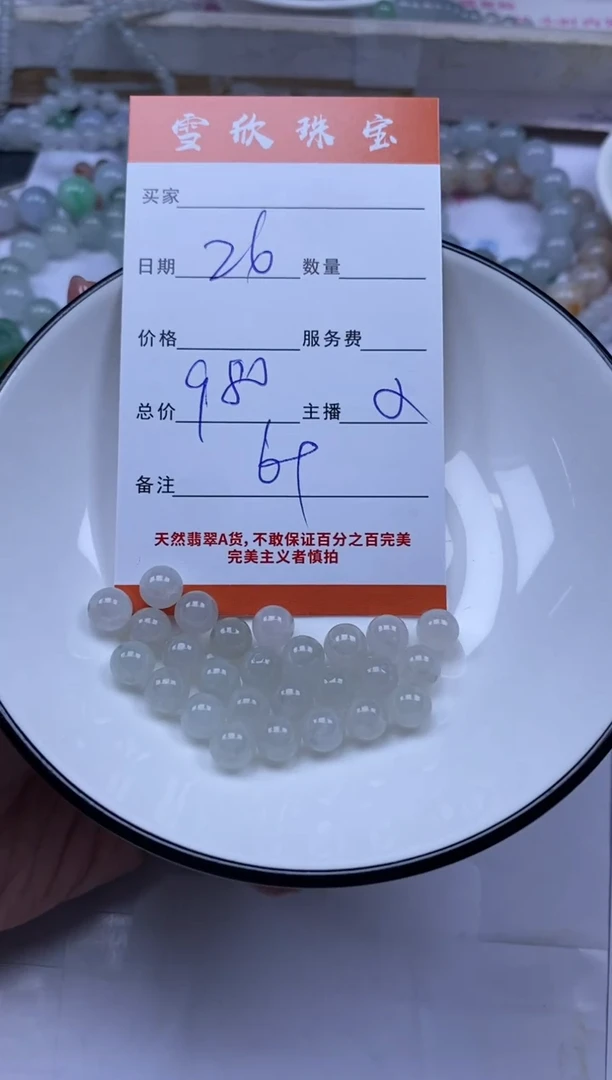 雪欣珠宝
买家
日期 26 数量
价格 服务费
总价 980 主播 α
备注 69
天然翡翠A货，不敢保证百分之百完美
完美主义者慎拍